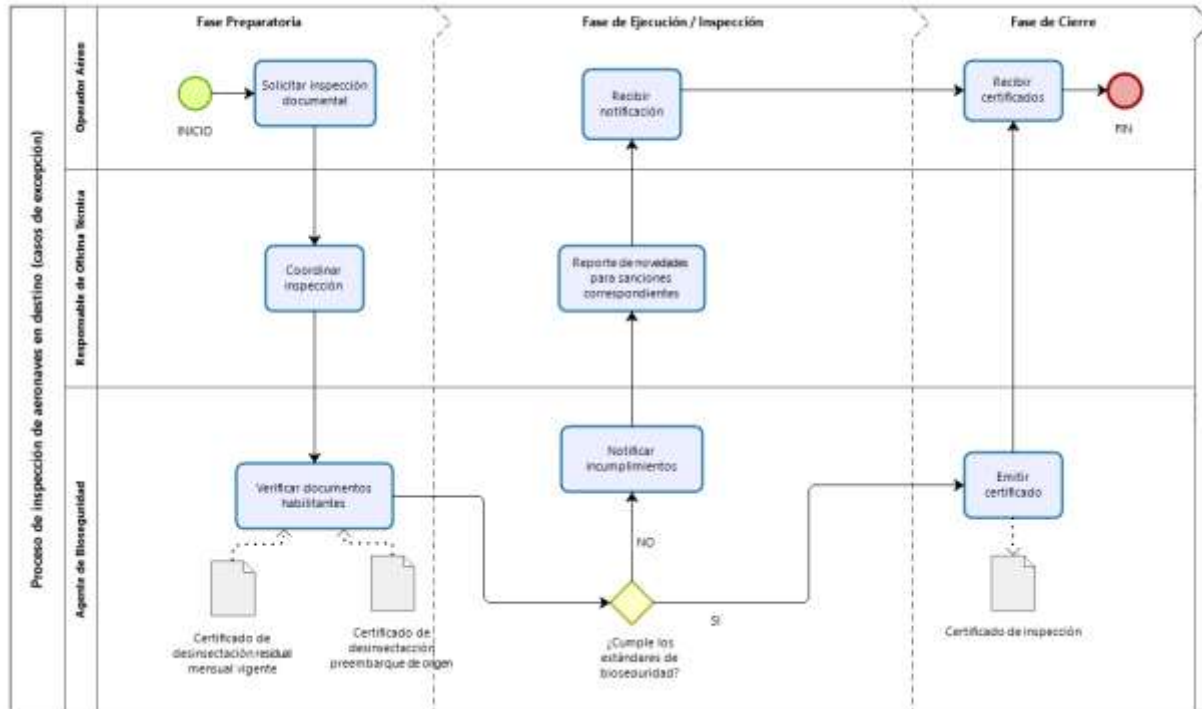 Proceso de inspección de aeronaves en destino (casos de excepción)
Fase Preparatoria
Fase de Ejecución / Inspección
Fase de Cierre
Operador Aéreo
INICIO
Solicitar inspección
documental
Recibir
notificación
Recibir
certificados
FIN
Responsable de Oficina Técnica
Coordinar
inspección
Reporte de novedades
para sanciones
correspondientes
Agente de Bioseguridad
Verificar documentos
habilitantes
Certificado de
desinsectación residual
mensual vigente
Certificado de
desinsectacción
preembarque de origen
Notificar
incumplimientos
NO
SI
¿Cumple los
estándares de
bioseguridad?
Emitir
certificado
Certificado de inspección